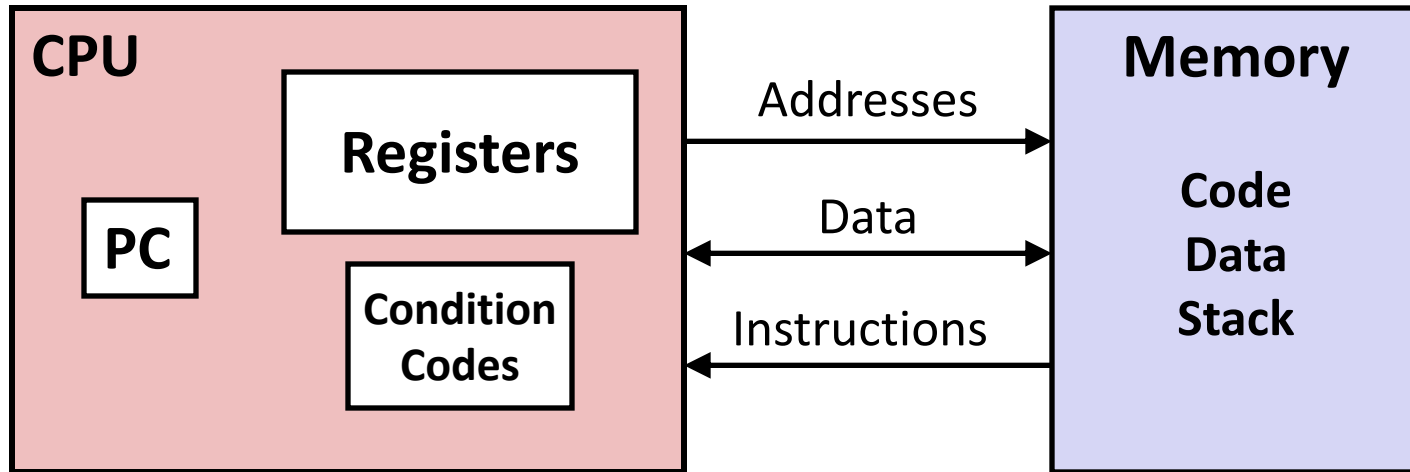 CPU
Registers
PC
Condition
Codes
Addresses
Data
Instructions
Memory
Code
Data
Stack